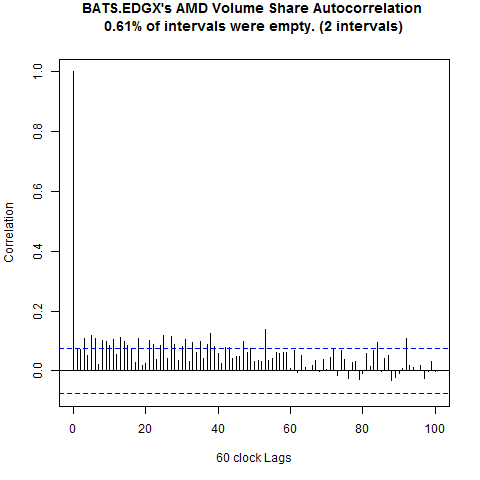 BATS.EDGX's AMD Volume Share Autocorrelation
0.61% of intervals were empty. (2 intervals)
1.0
0.8
0.6
0.4
0.2
0.0
Correlation
0 20 40 60 80 100
60 clock Lags